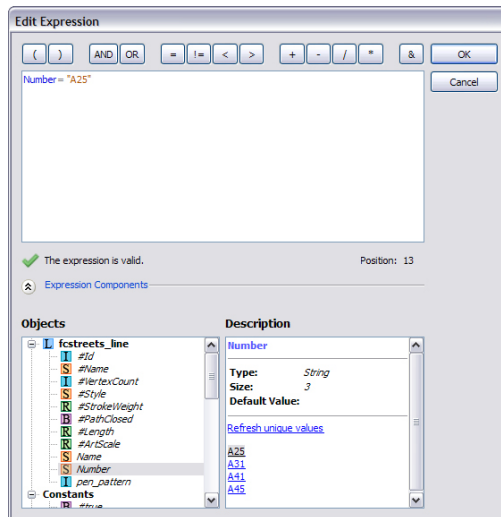 Edit Expression
( ) AND OR = != < > + - / * & OK
Number= "A25"
Cancel
The expression is valid. Position: 13
Expression Components
Objects
fcstreets_line
I #Id
S #Name
I #VertexCount
S #Style
R #StrokeWeight
B #PathClosed
R #Length
R #ArtScale
S Name
S Number
I pen_pattern
Constants
B #true
L
Description
Number
Type: String
Size: 3
Default Value:
Refresh unique values
A25
A31
A41
A45